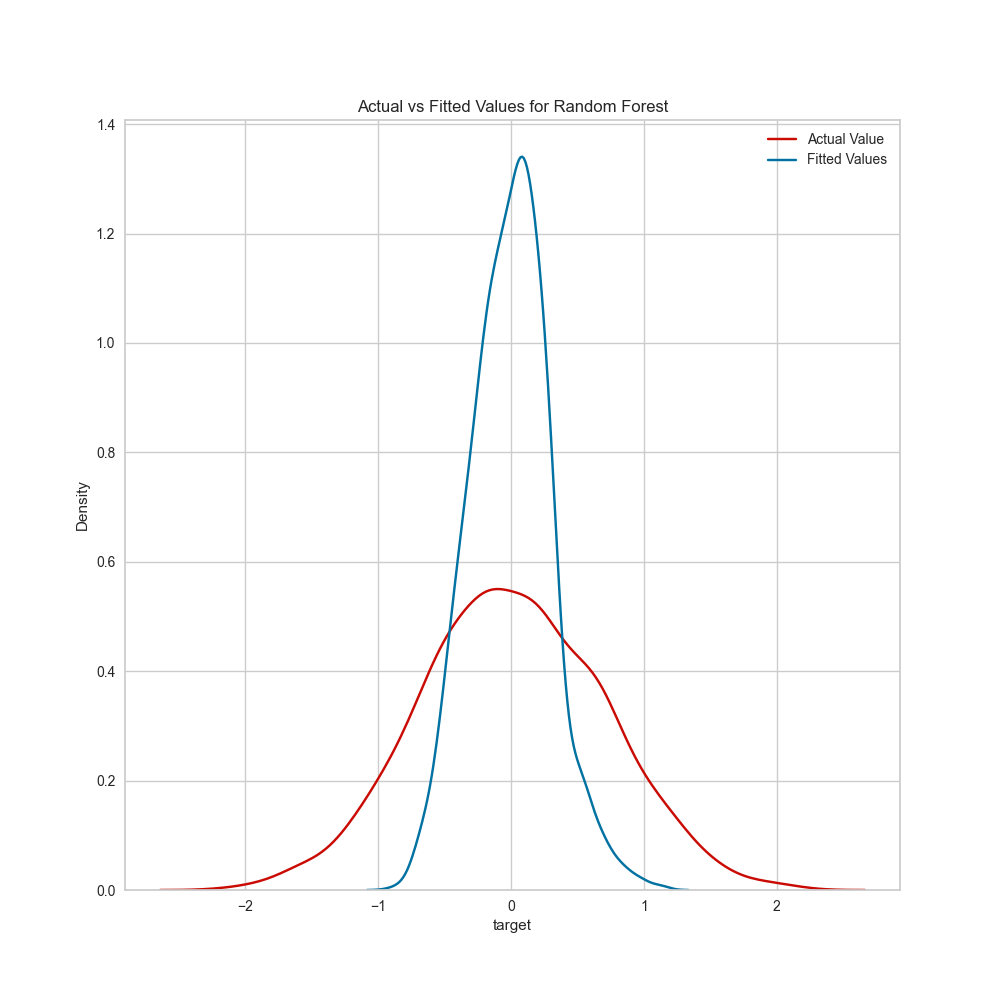 Actual vs Fitted Values for Random Forest
Actual Value
Fitted Values
1.4
1.2
1.0
0.8
0.6
0.4
0.2
0.0
Density
−2
−1
0
1
2
target